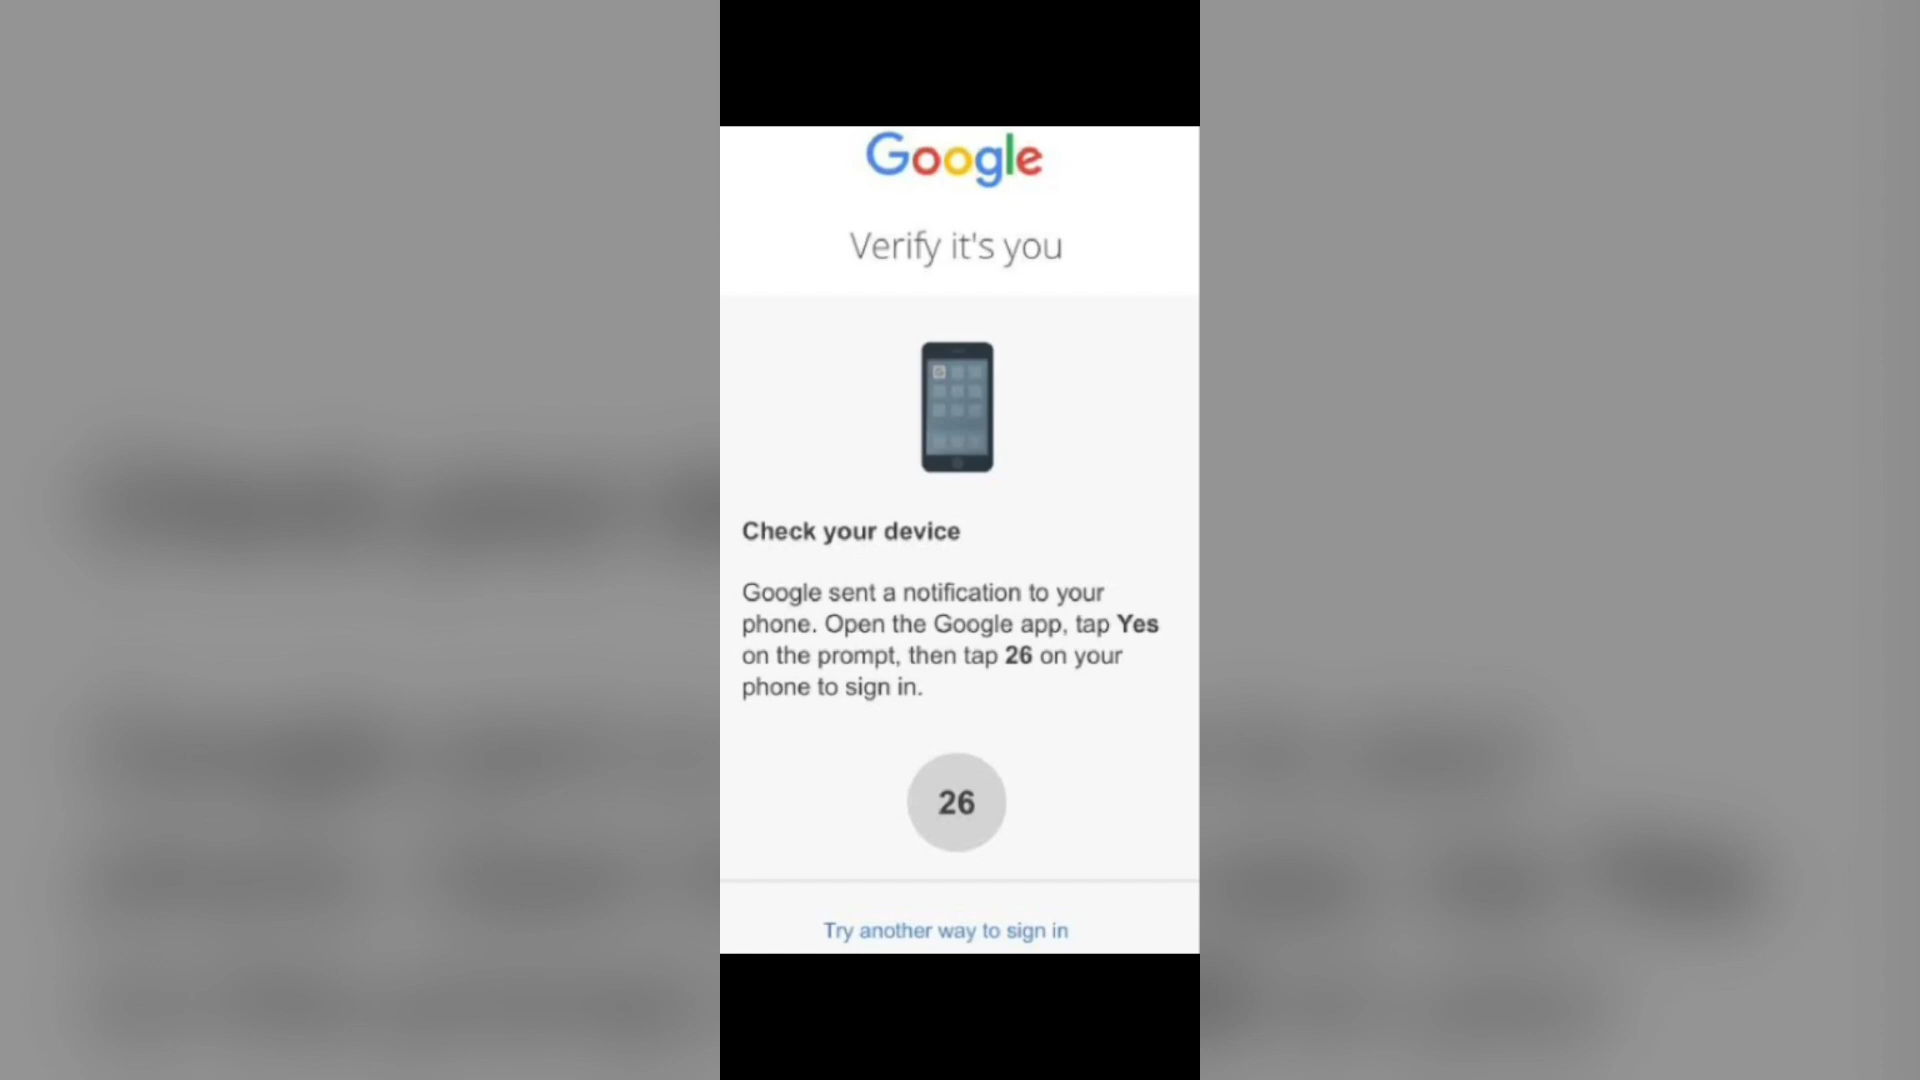 Google
Verify it's you
Check your device
Google sent a notification to your
phone. Open the Google app, tap Yes
on the prompt, then tap 26 on your
phone to sign in.
26
Try another way to sign in